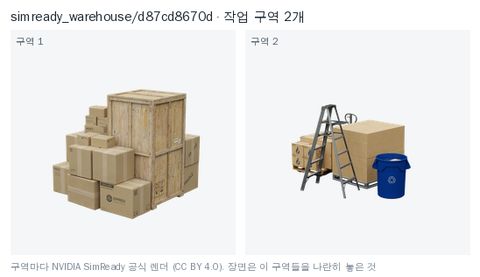 simready_warehouse/d87cd8670d · 작업 구역 2개
구역 1
구역 2
구역마다 NVIDIA SimReady 공식 렌더 (CC BY 4.0). 장면은 이 구역들을 나란히 놓은 것